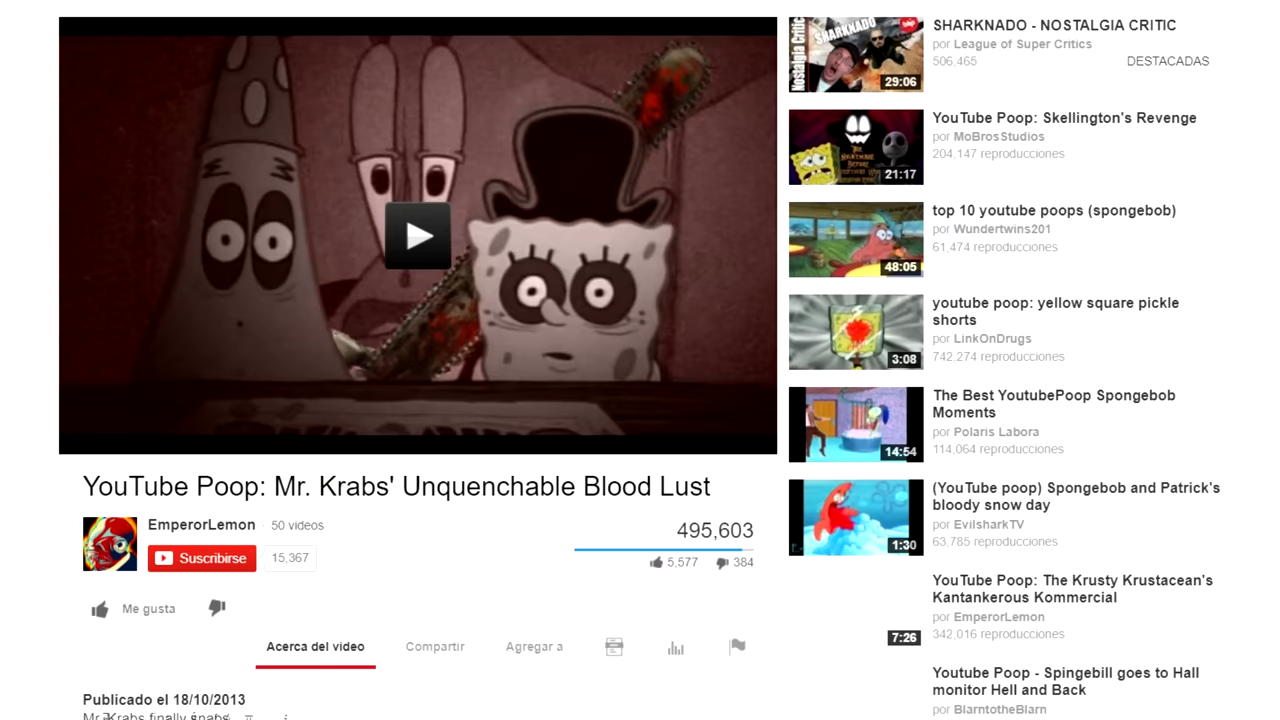 YouTube Poop: Mr. Krabs' Unquenchable Blood Lust
EmperorLemon · 50 videos
Suscribirse 15,367
495,603
5,577 384
Me gusta
Acerca del video Compartir Agregar a
Publicado el 18/10/2013
Mr. Krabs finally snaps
Nostalgia Critic
SHARKNADO
29:06
SHARKNADO - NOSTALGIA CRITIC
por League of Super Critics
506,465 DESTACADAS
21:17
YouTube Poop: Skellington's Revenge
por MoBrosStudios
204,147 reproducciones
48:05
top 10 youtube poops (spongebob)
por Wundertwins201
61,474 reproducciones
3:08
youtube poop: yellow square pickle
shorts
por LinkOnDrugs
742,274 reproducciones
14:54
The Best YoutubePoop Spongebob
Moments
por Polaris Labora
114,064 reproducciones
1:30
(YouTube poop) Spongebob and Patrick's
bloody snow day
por EvilsharkTV
63,785 reproducciones
7:26
YouTube Poop: The Krusty Krustacean's
Kantankerous Kommercial
por EmperorLemon
342,016 reproducciones
Youtube Poop - Spingebill goes to Hall
monitor Hell and Back
por BlarntotheBlarn